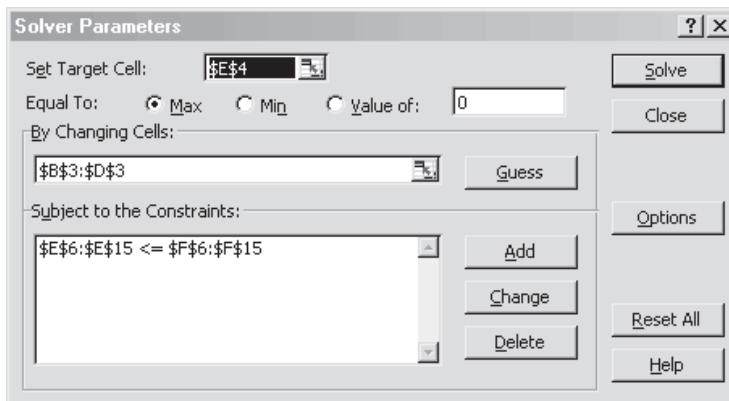 Solver Parameters
Set Target Cell: $E$4
Solve
Equal To: Max Min Value of: 0
Close
By Changing Cells:
$B$3:$D$3
Guess
Subject to the Constraints:
Options
$E$6:$E$15 <= $F$6:$F$15
Add
Change
Reset All
Delete
Help